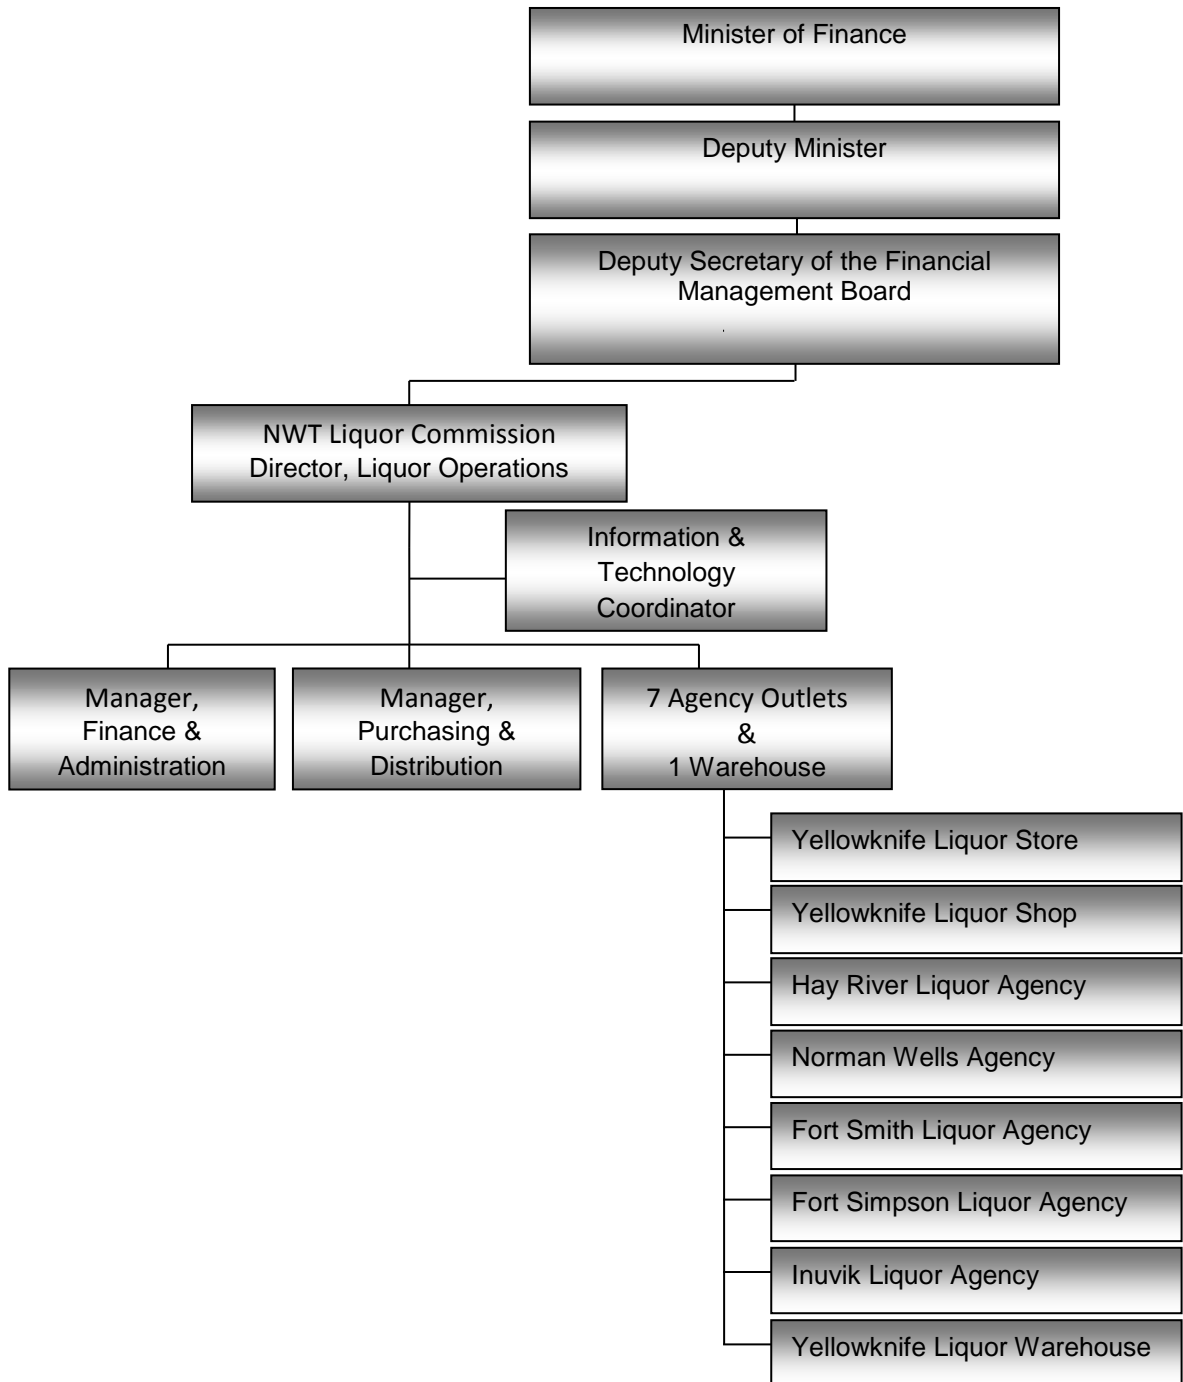 Minister of Finance
Deputy Minister
Deputy Secretary of the Financial
Management Board
.
NWT Liquor Commission
Director, Liquor Operations
Information &
Technology
Coordinator
Manager,
Finance &
Administration
Manager,
Purchasing &
Distribution
7 Agency Outlets
&
1 Warehouse
Yellowknife Liquor Store
Yellowknife Liquor Shop
Hay River Liquor Agency
Norman Wells Agency
Fort Smith Liquor Agency
Fort Simpson Liquor Agency
Inuvik Liquor Agency
Yellowknife Liquor Warehouse